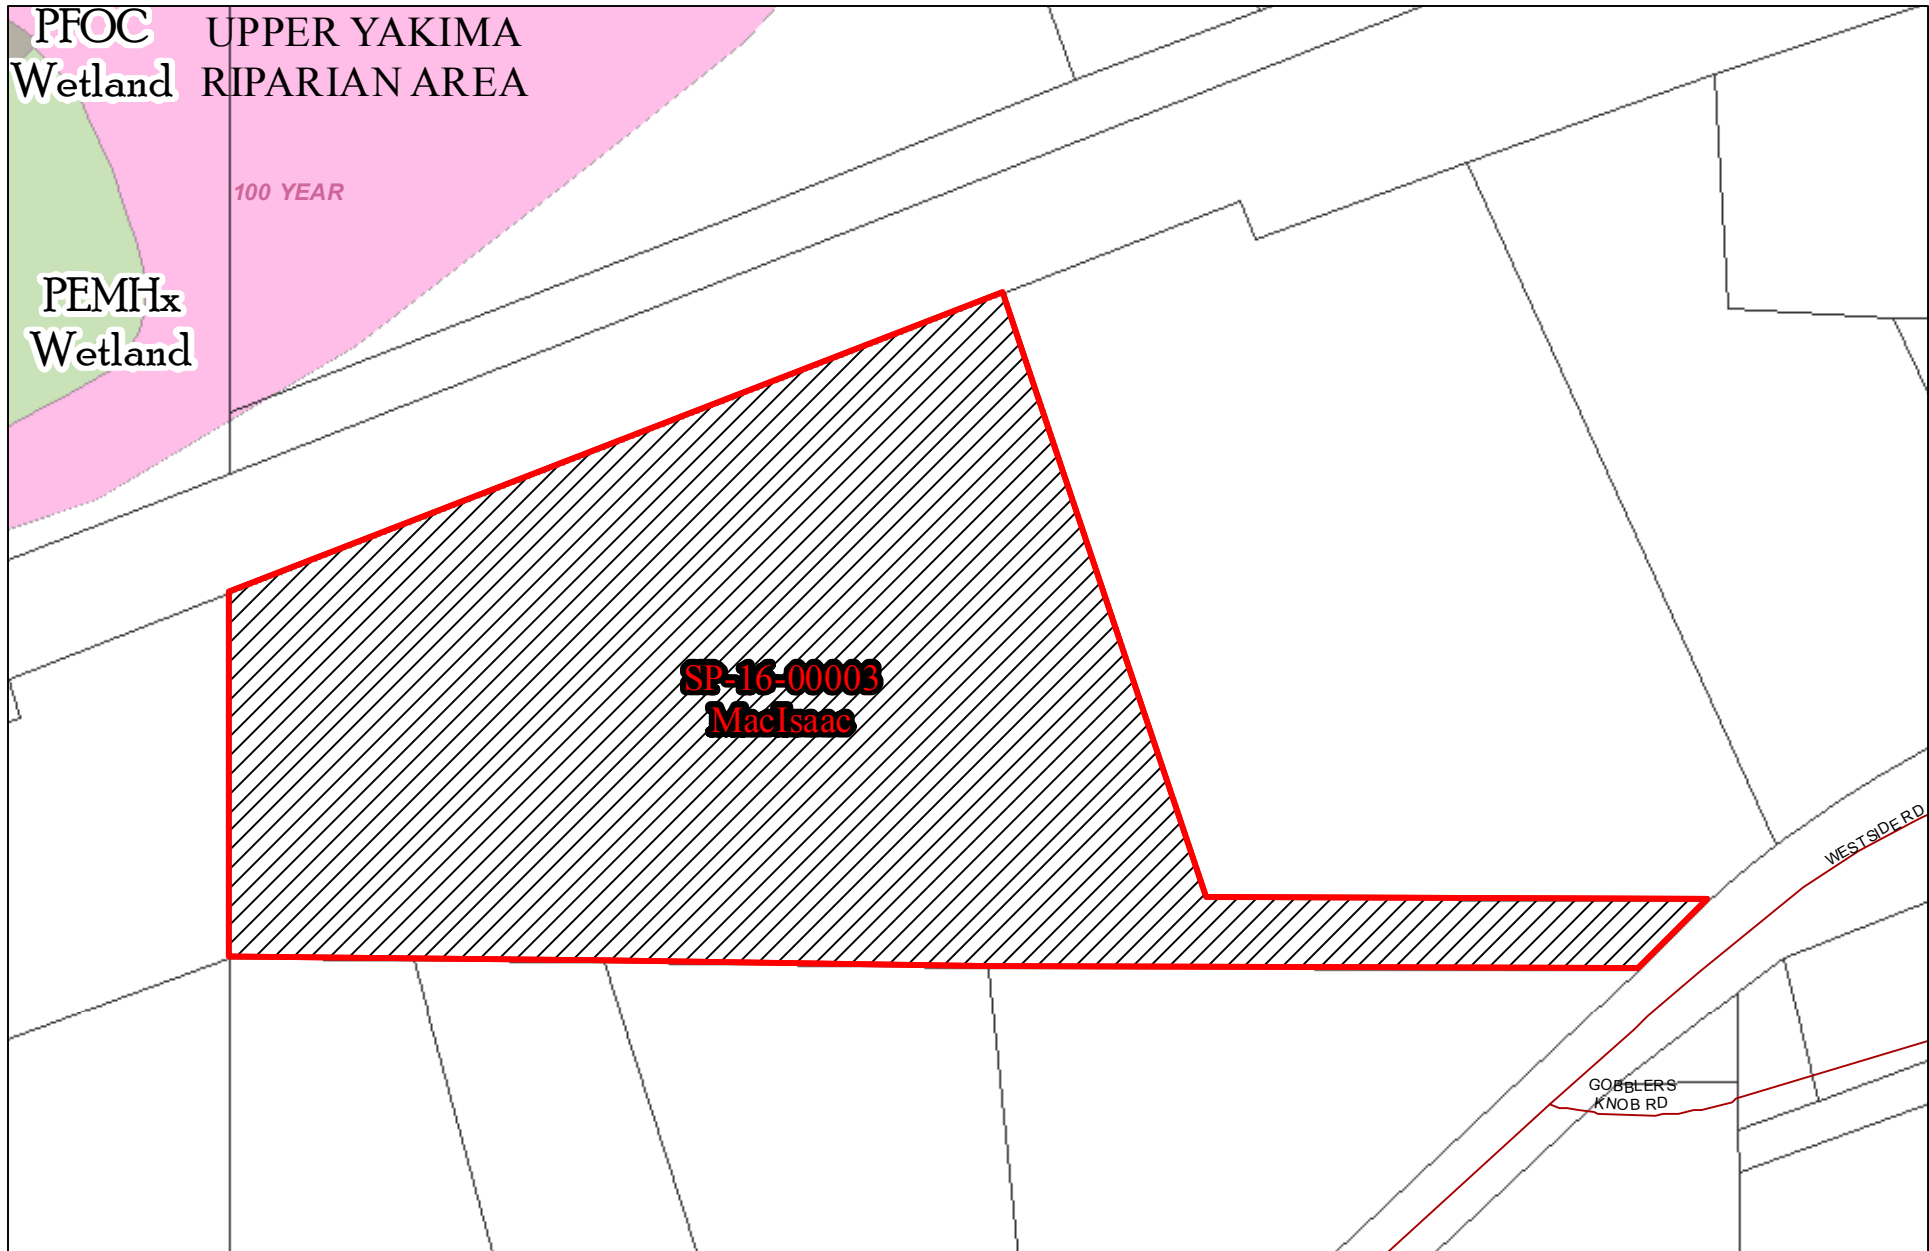 PFOC
Wetland
UPPER YAKIMA
RIPARIAN AREA
100 YEAR
PEMHx
Wetland
SP-16-00003
MacIsaac
WESTSIDE RD
GOBBLERS
KNOB RD